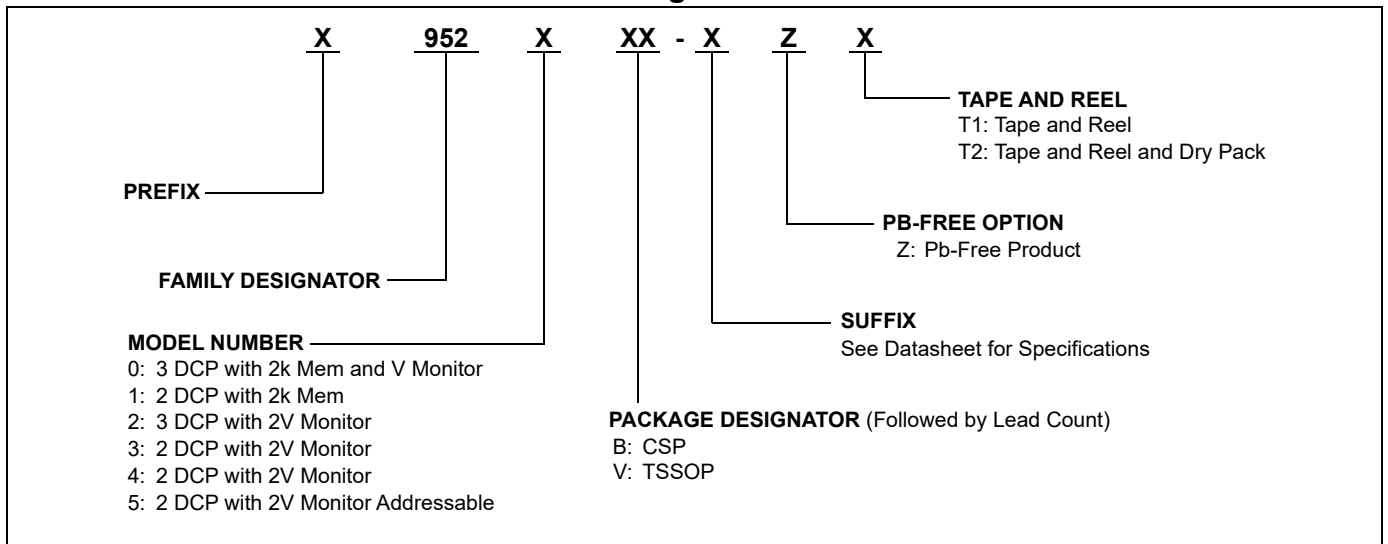 X 952 X XX - X Z X
TAPE AND REEL
T1: Tape and Reel
T2: Tape and Reel and Dry Pack
PREFIX
PB-FREE OPTION
Z: Pb-Free Product
FAMILY DESIGNATOR
SUFFIX
See Datasheet for Specifications
MODEL NUMBER
0: 3 DCP with 2k Mem and V Monitor
1: 2 DCP with 2k Mem
2: 3 DCP with 2V Monitor
3: 2 DCP with 2V Monitor
4: 2 DCP with 2V Monitor
5: 2 DCP with 2V Monitor Addressable
PACKAGE DESIGNATOR (Followed by Lead Count)
B: CSP
V: TSSOP